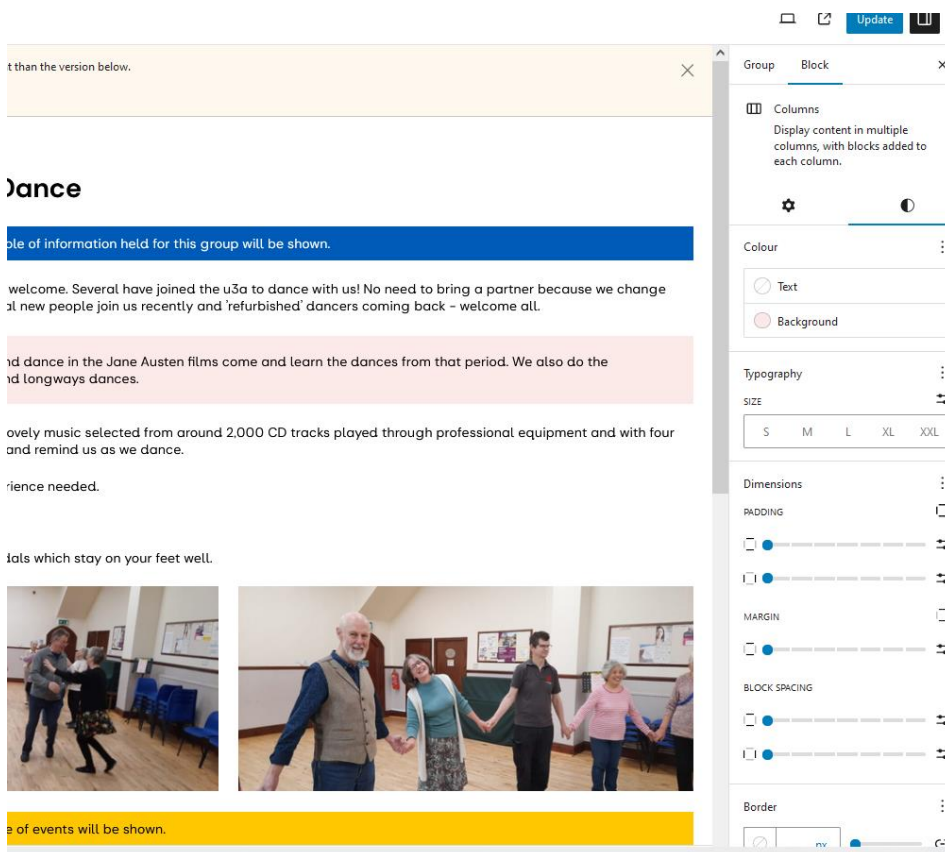 Update
t than the version below.
Dance
ole of information held for this group will be shown.
welcome. Several have joined the u3a to dance with us! No need to bring a partner because we change
al new people join us recently and 'refurbished' dancers coming back – welcome all.
nd dance in the Jane Austen films come and learn the dances from that period. We also do the
nd longways dances.
ovely music selected from around 2,000 CD tracks played through professional equipment and with four
and remind us as we dance.
rience needed.
dals which stay on your feet well.
e of events will be shown.
Group Block
Columns
Display content in multiple
columns, with blocks added to
each column.
Colour
Text
Background
Typography
SIZE
S M L XL XXL
Dimensions
PADDING
MARGIN
BLOCK SPACING
Border
px